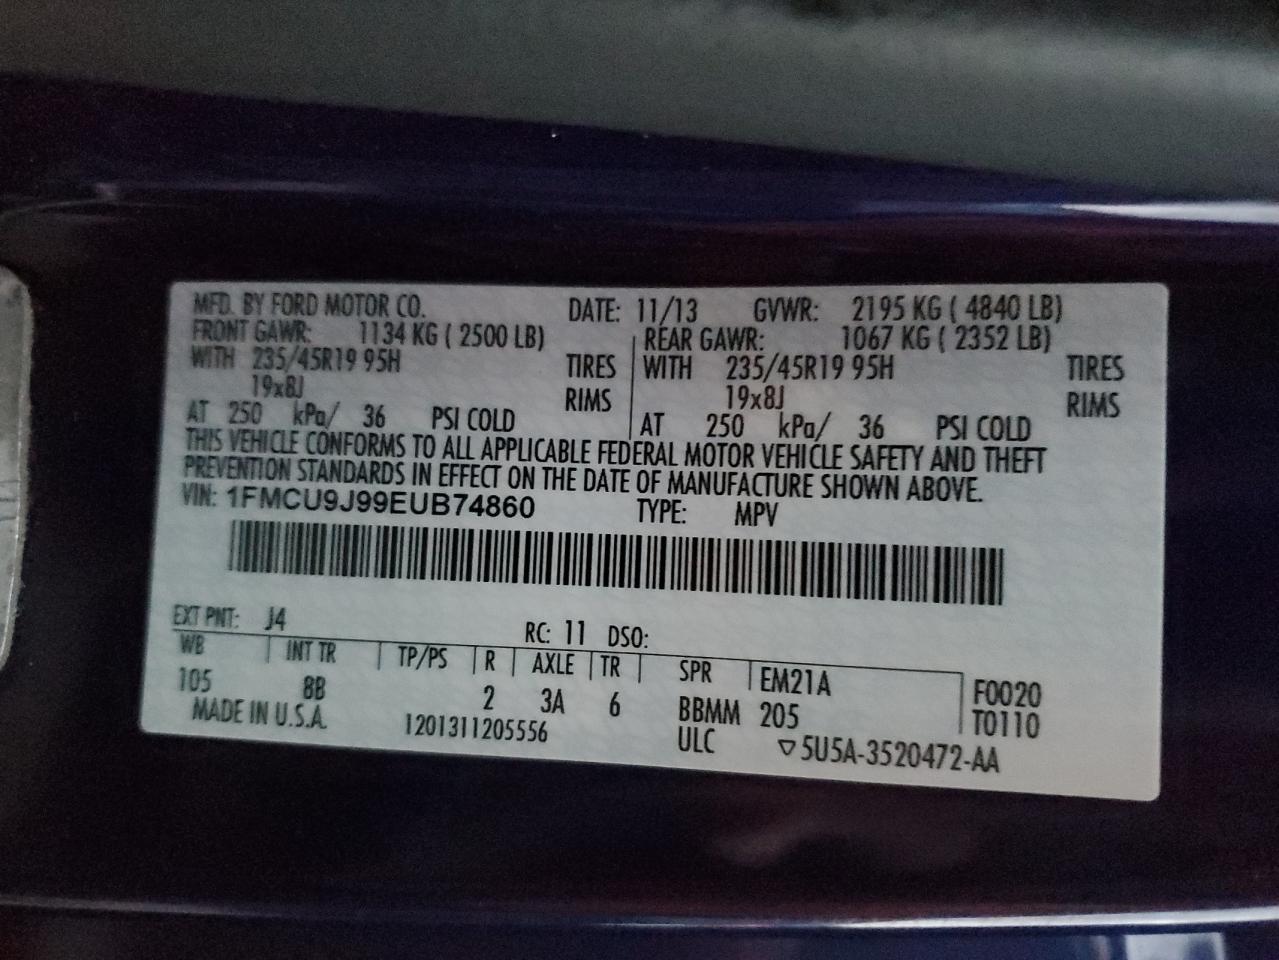 MFD. BY FORD MOTOR CO. DATE: 11/13 GVWR: 2195 KG ( 4840 LB)
FRONT GAWR: 1134 KG ( 2500 LB) REAR GAWR: 1067 KG ( 2352 LB)
WITH 235/45R19 95H TIRES WITH 235/45R19 95H TIRES
19x8J RIMS 19x8J RIMS
AT 250 kPa/ 36 PSI COLD AT 250 kPa/ 36 PSI COLD
THIS VEHICLE CONFORMS TO ALL APPLICABLE FEDERAL MOTOR VEHICLE SAFETY AND THEFT
PREVENTION STANDARDS IN EFFECT ON THE DATE OF MANUFACTURE SHOWN ABOVE.
VIN: 1FMCU9J99EUB74860 TYPE: MPV
EXT PNT: J4 RC: 11 DSO:
WB INT TR TP/PS R AXLE TR SPR EM21A F0020
105 8B 2 3A 6 BBMM 205 T0110
MADE IN U.S.A. 1201311205556 ULC ▽5U5A-3520472-AA